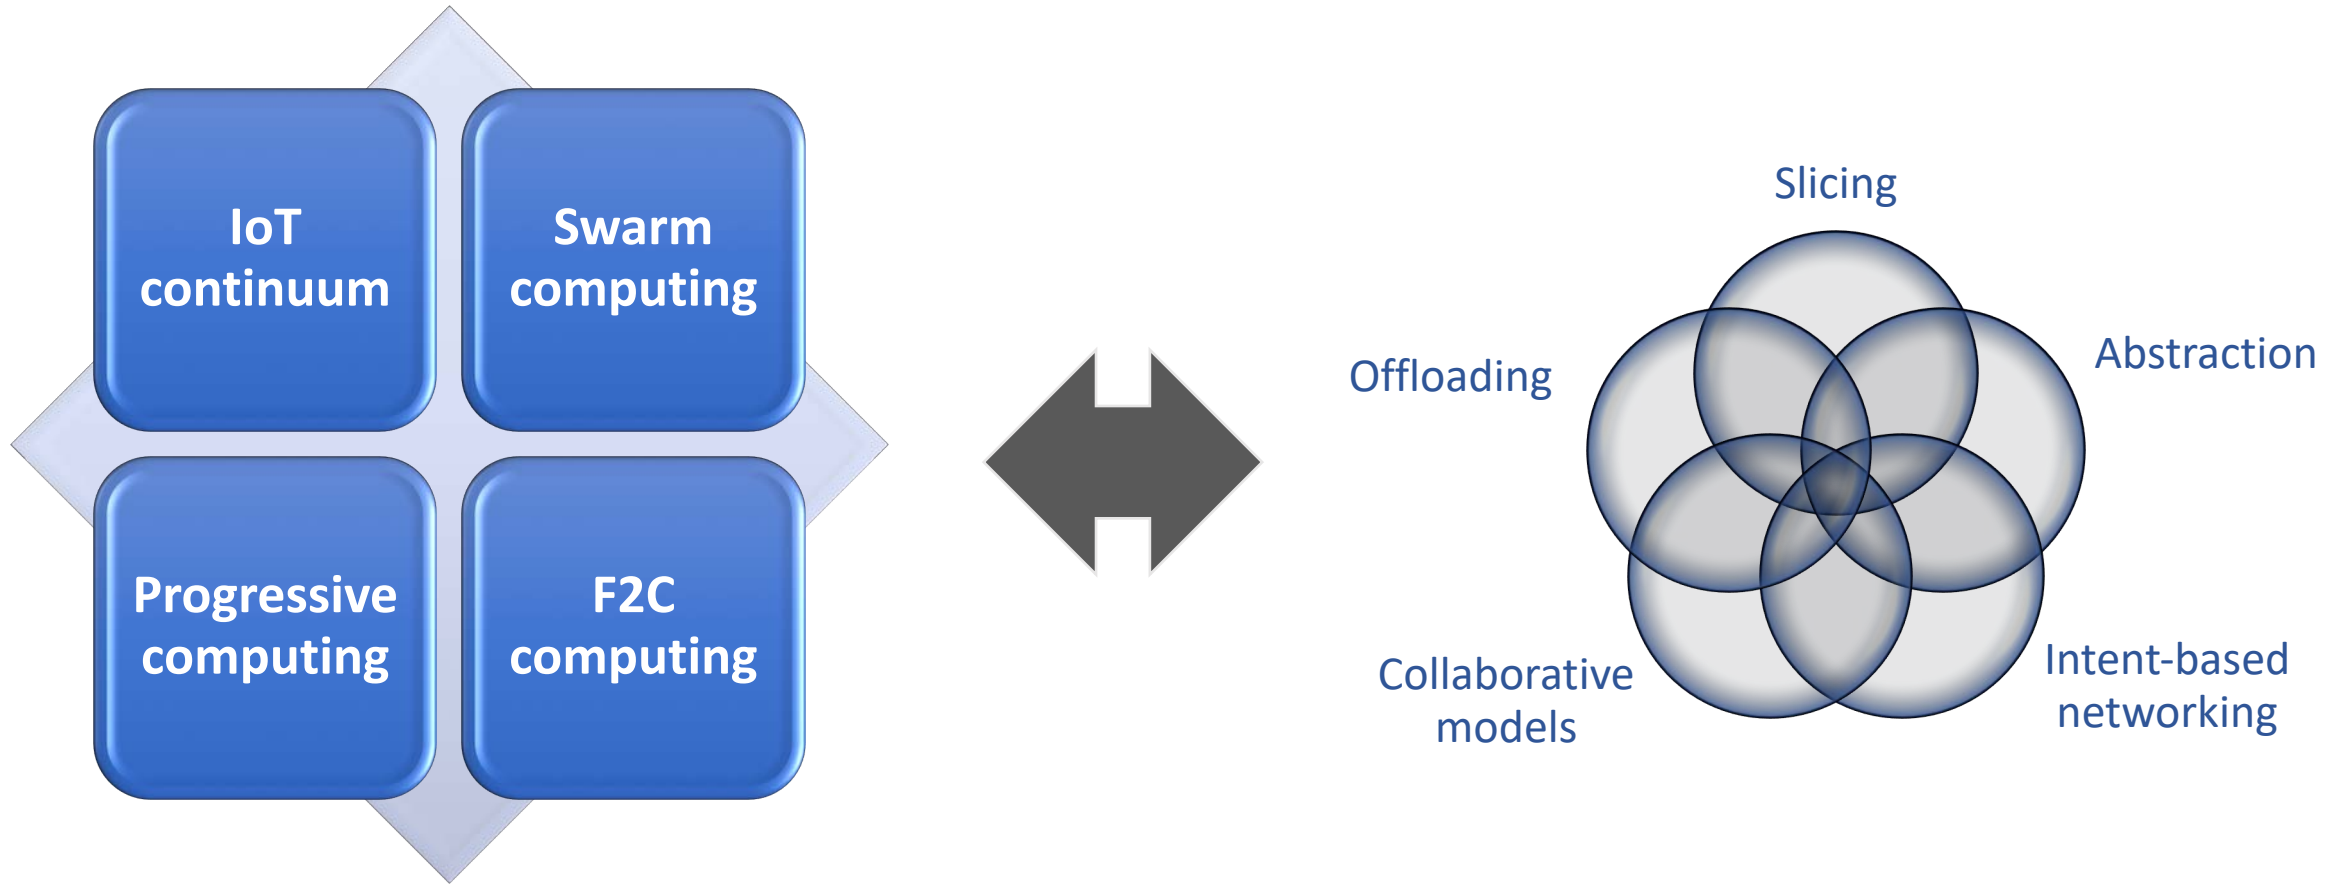 IoT
continuum
Swarm
computing
Progressive
computing
F2C
computing
Slicing
Abstraction
Offloading
Intent-based
networking
Collaborative
models